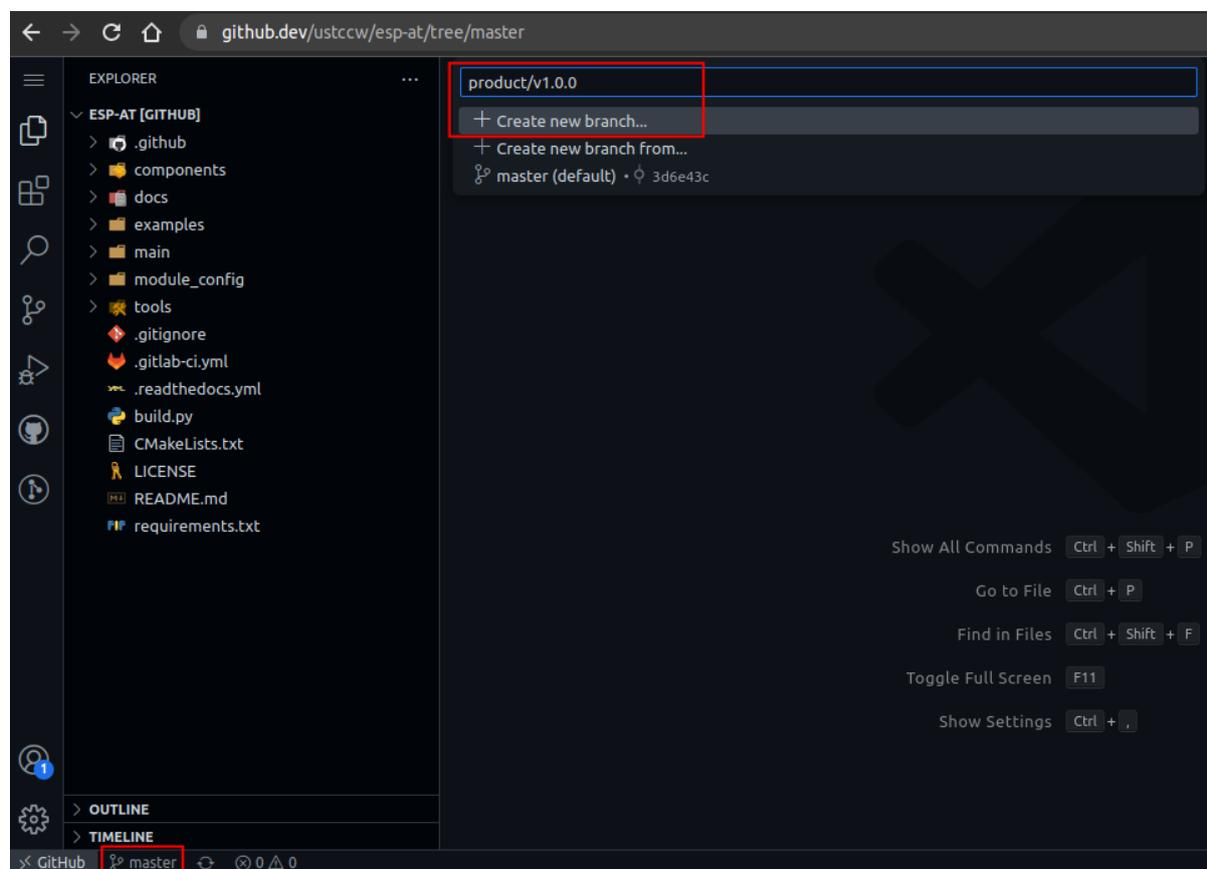 github.dev/ustccw/esp-at/tree/master
EXPLORER
ESP-AT [GITHUB]
.github
components
docs
examples
main
module_config
tools
.gitignore
.gitlab-ci.yml
.readthedocs.yml
build.py
CMakeLists.txt
LICENSE
README.md
requirements.txt
OUTLINE
TIMELINE
product/v1.0.0
Create new branch...
Create new branch from...
master (default) • 3d6e43c
Show All Commands Ctrl + Shift + P
Go to File Ctrl + P
Find in Files Ctrl + Shift + F
Toggle Full Screen F11
Show Settings Ctrl + ,
1
GitHub master 0 0